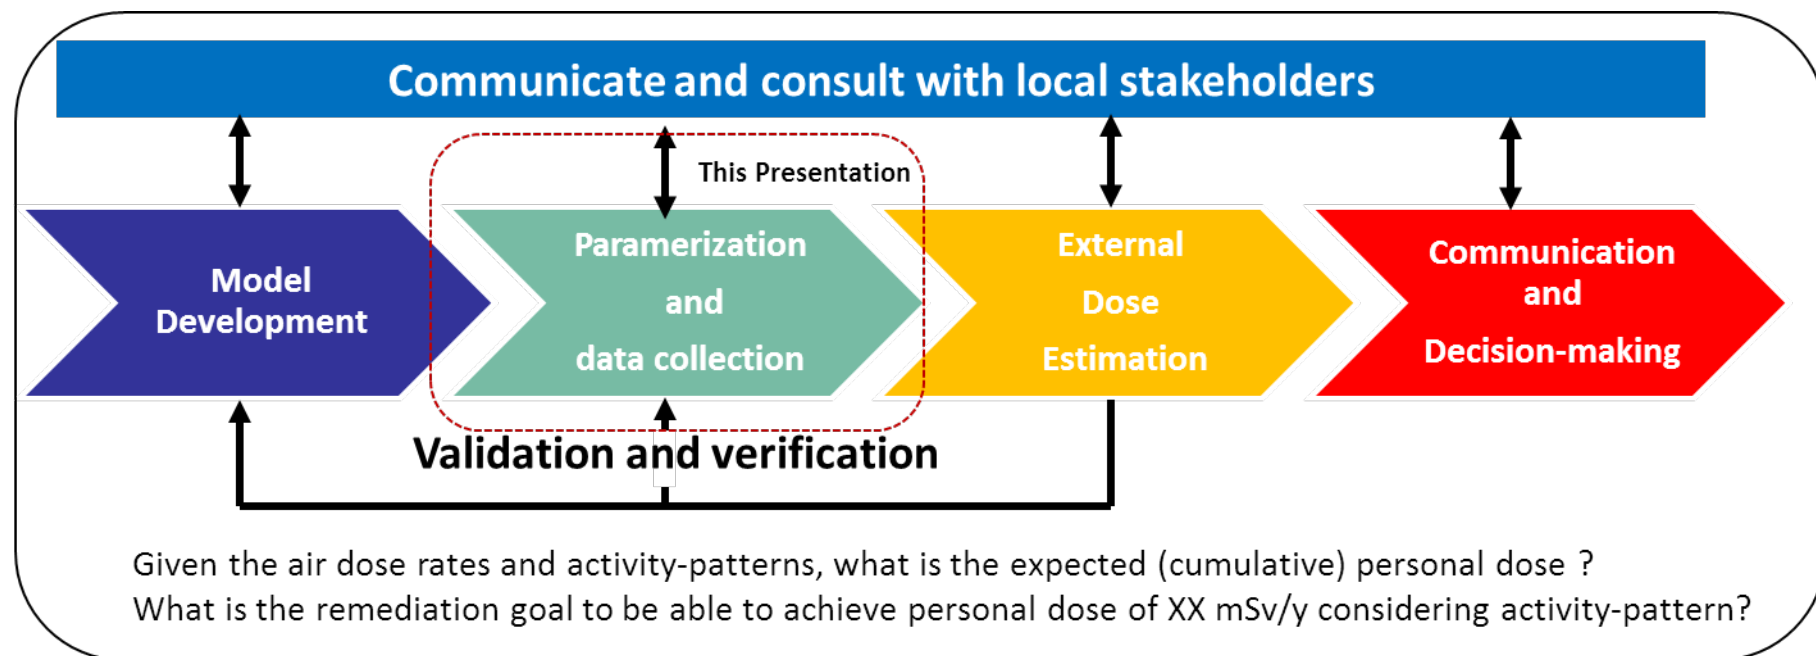 Communicate and consult with local stakeholders
This Presentation
Model
Development
Paramerization
and
data collection
External
Dose
Estimation
Communication
and
Decision-making
Validation and verification
Given the air dose rates and activity-patterns, what is the expected (cumulative) personal dose ?
What is the remediation goal to be able to achieve personal dose of XX mSv/y considering activity-pattern?